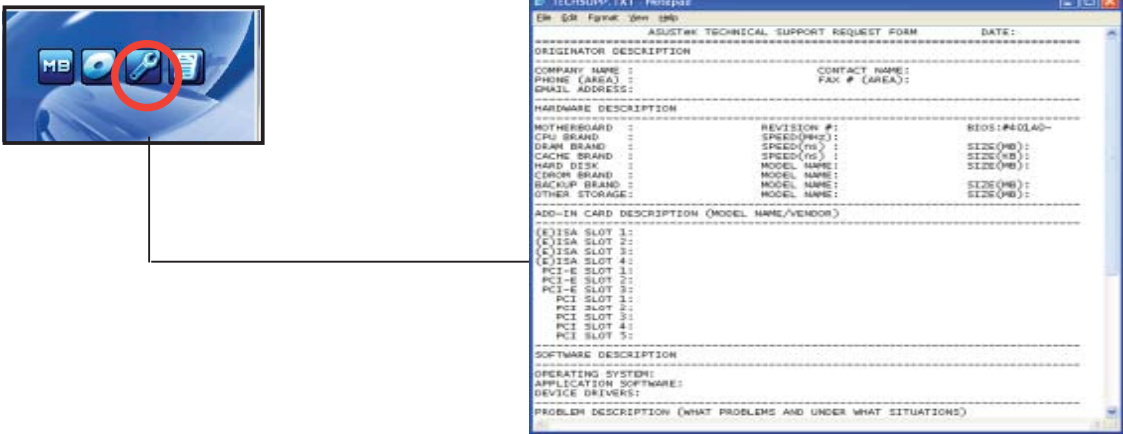 MB
TECHSUPP.TXT - Notepad
File Edit Format View Help
ASUSTeK TECHNICAL SUPPORT REQUEST FORM DATE:
ORIGINATOR DESCRIPTION
COMPANY NAME : CONTACT NAME:
PHONE (AREA) : FAX # (AREA):
EMAIL ADDRESS:
HARDWARE DESCRIPTION
MOTHERBOARD : REVISION #: BIOS:#401A0-
CPU BRAND : SPEED(MHz):
DRAM BRAND : SPEED(ns) : SIZE(MB):
CACHE BRAND : SPEED(ns) : SIZE(KB):
HARD DISK : MODEL NAME: SIZE(MB):
CDROM BRAND : MODEL NAME:
BACKUP BRAND : MODEL NAME: SIZE(MB):
OTHER STORAGE: MODEL NAME: SIZE(MB):
ADD-IN CARD DESCRIPTION (MODEL NAME/VENDOR)
(E)ISA SLOT 1:
(E)ISA SLOT 2:
(E)ISA SLOT 3:
(E)ISA SLOT 4:
PCI-E SLOT 1:
PCI-E SLOT 2:
PCI-E SLOT 3:
PCI SLOT 1:
PCI SLOT 2:
PCI SLOT 3:
PCI SLOT 4:
PCI SLOT 5:
SOFTWARE DESCRIPTION
OPERATING SYSTEM:
APPLICATION SOFTWARE:
DEVICE DRIVERS:
PROBLEM DESCRIPTION (WHAT PROBLEMS AND UNDER WHAT SITUATIONS)